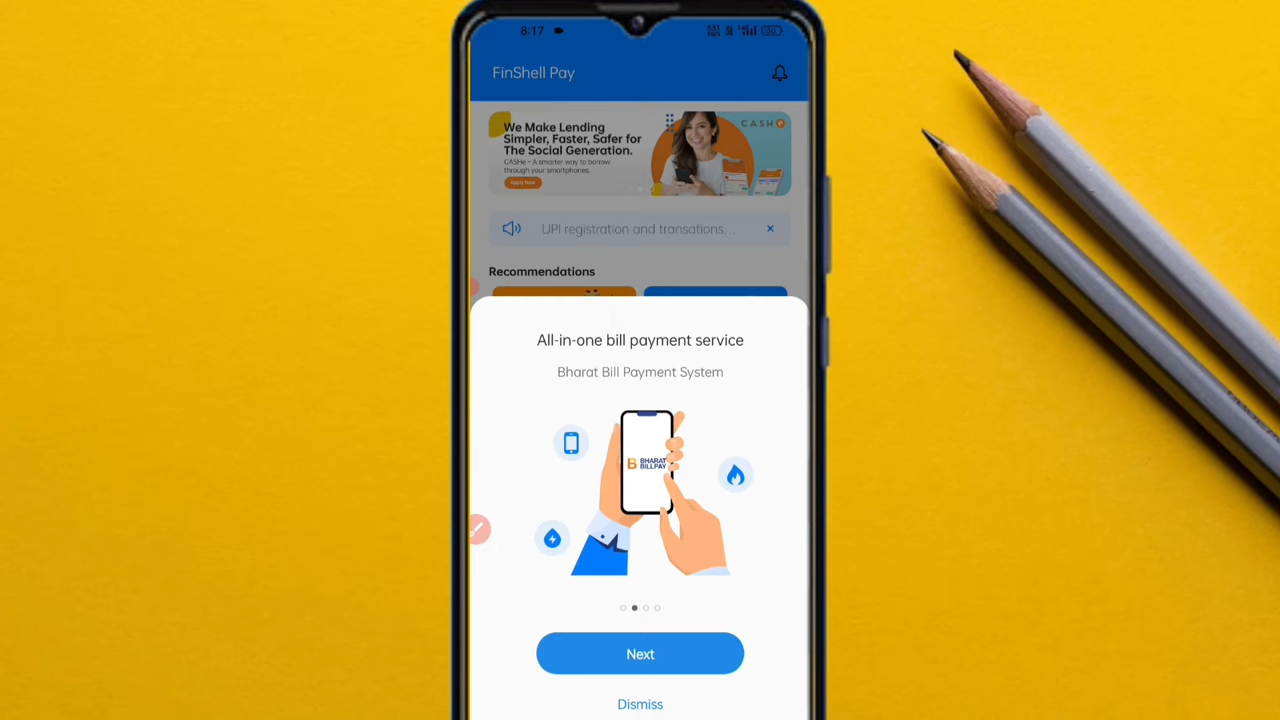 8:17
30
FinShell Pay
We Make Lending
Simpler, Faster, Safer for
The Social Generation.
CASHe – A smarter way to borrow
through your smartphones.
Apply Now
CASH
UPI registration and transations...
×
Recommendations
All-in-one bill payment service
Bharat Bill Payment System
B BHARAT
BILLPAY
Next
Dismiss